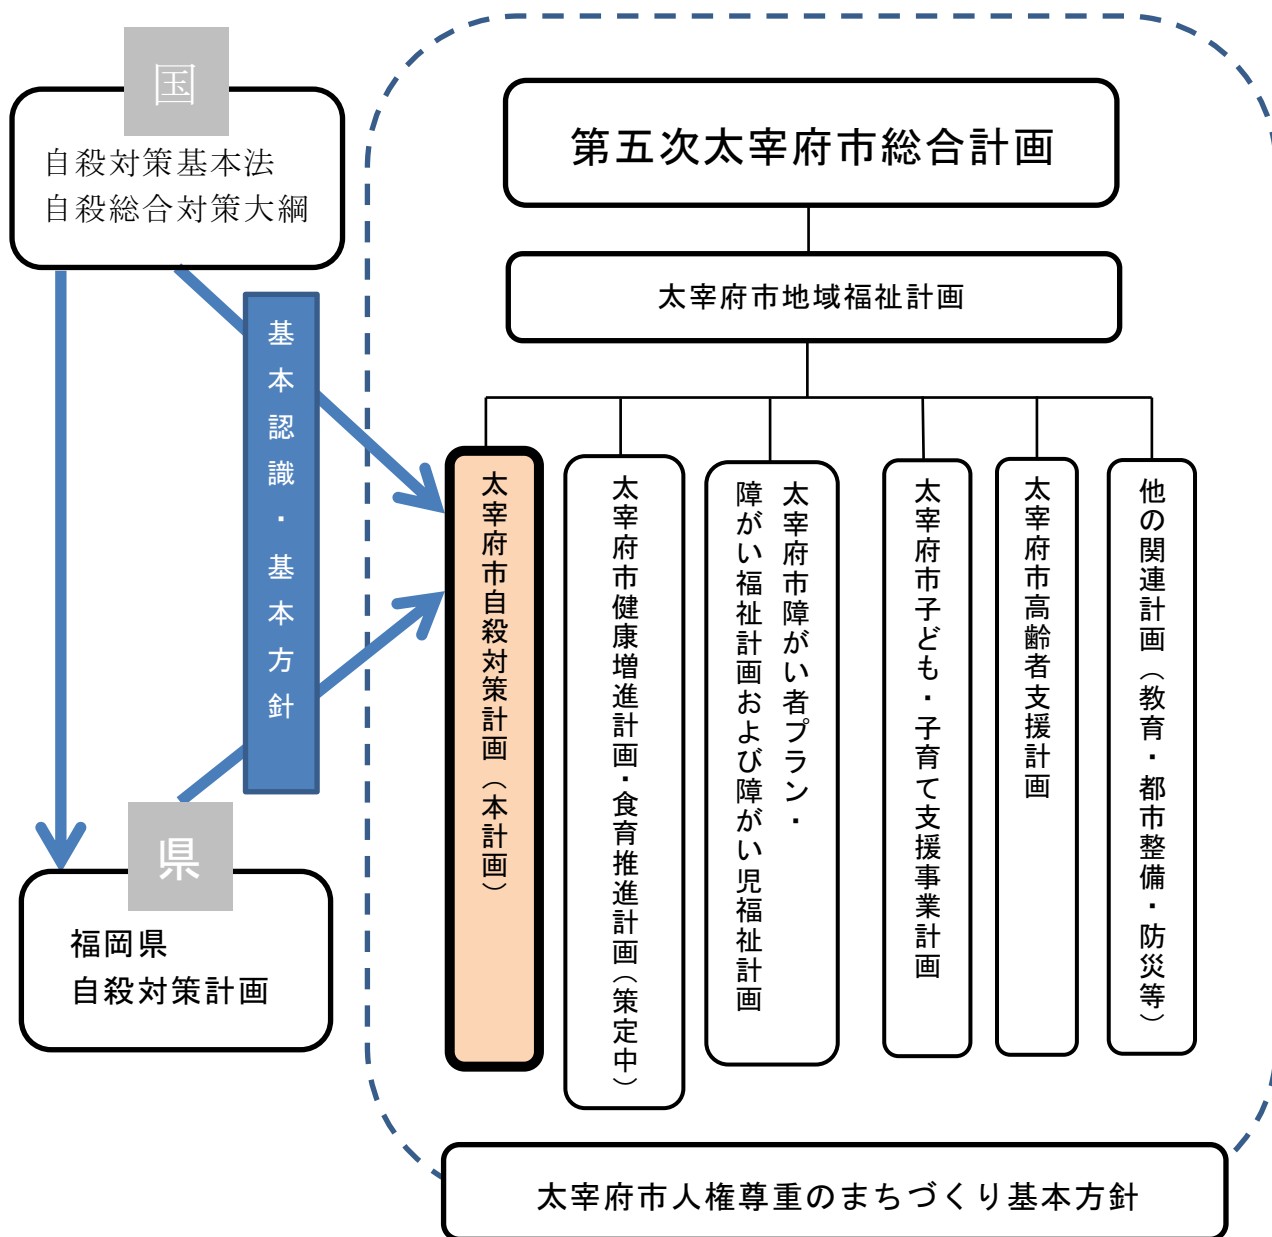 国
自殺対策基本法
自殺総合対策大綱
基本認識・基本方針
県
福岡県
自殺対策計画
第五次太宰府市総合計画
太宰府市地域福祉計画
太宰府市自殺対策計画（本計画）
太宰府市健康増進計画・食育推進計画（策定中）
太宰府市障がい者プラン・
障がい福祉計画および障がい児福祉計画
太宰府市子ども・子育て支援事業計画
太宰府市高齢者支援計画
他の関連計画（教育・都市整備・防災等）
太宰府市人権尊重のまちづくり基本方針